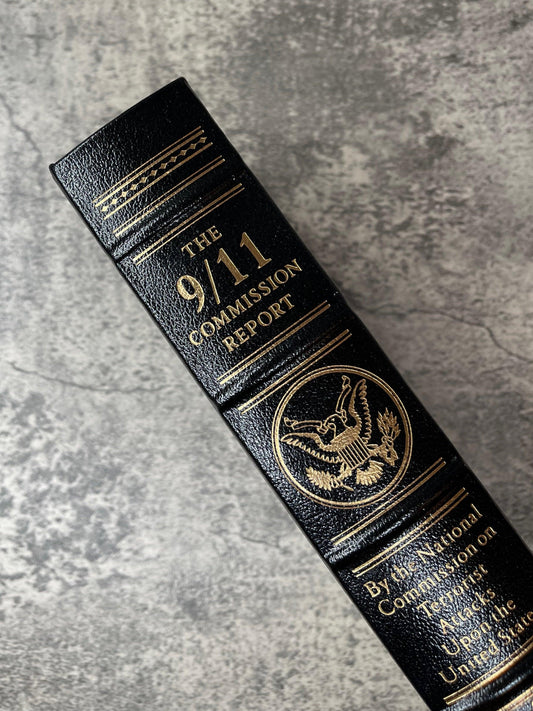 THE
9/11
COMMISSION
REPORT
By the National
Commission on
Terrorist
Attacks
Upon the
United States